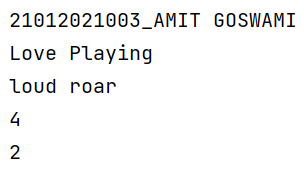 21012021003_AMIT GOSWAMI
Love Playing
loud roar
4
2